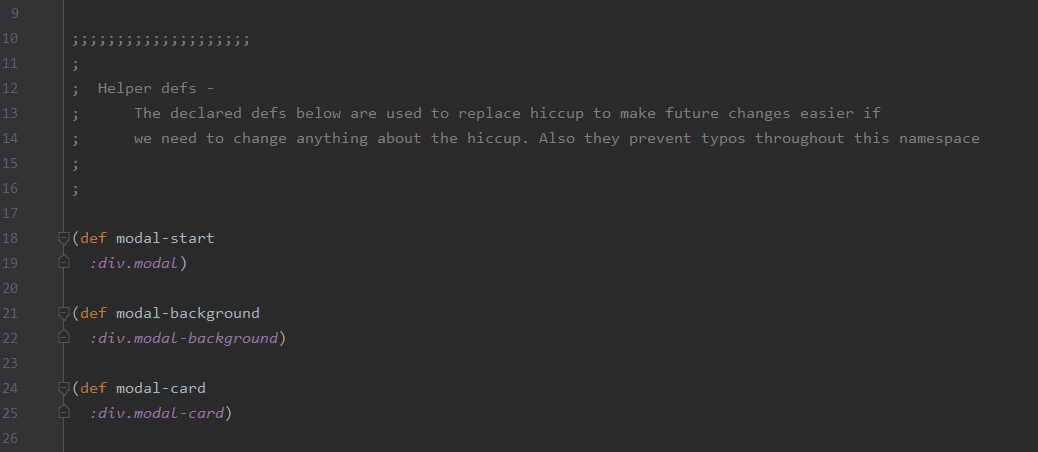 9
10 ;;;;;;;;;;;;;;;;;;;;
11 ;
12 ;  Helper defs -
13 ;      The declared defs below are used to replace hiccup to make future changes easier if
14 ;      we need to change anything about the hiccup. Also they prevent typos throughout this namespace
15 ;
16 ;
17
18 (def modal-start
19   :div.modal)
20
21 (def modal-background
22   :div.modal-background)
23
24 (def modal-card
25   :div.modal-card)
26